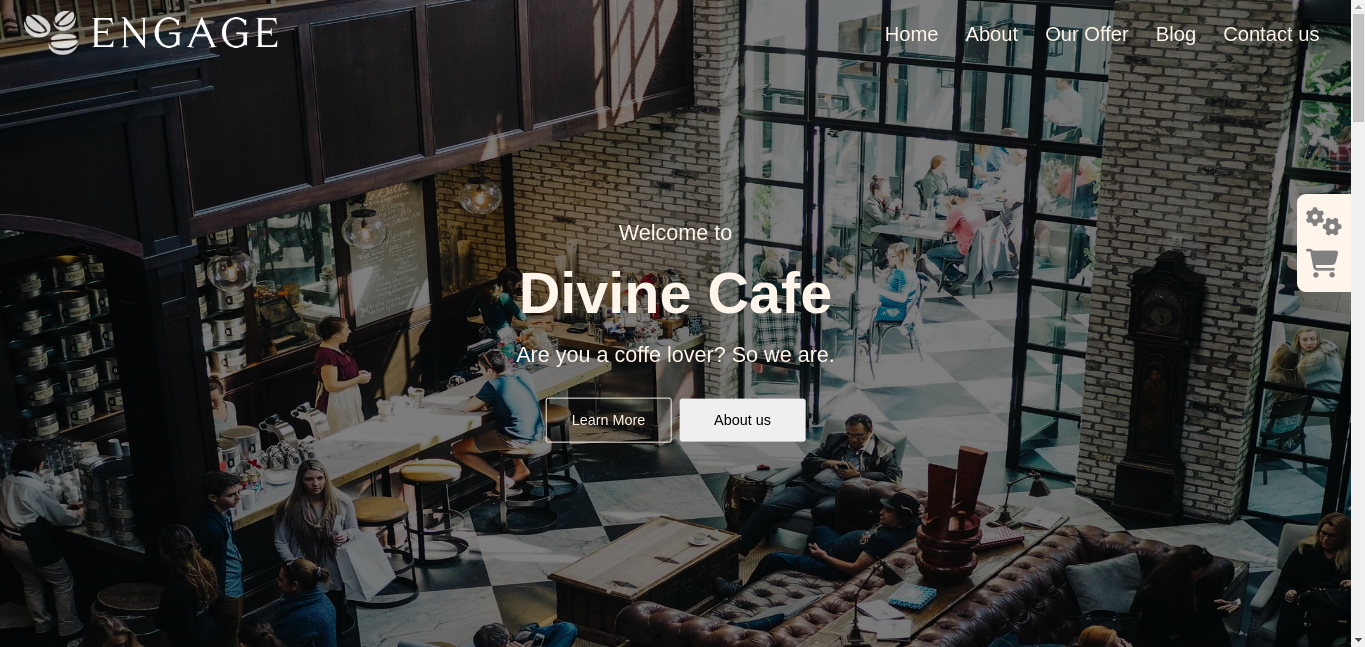 ENGAGE
Home About Our Offer Blog Contact us
Welcome to
Divine Cafe
Are you a coffe lover? So we are.
Learn More
About us